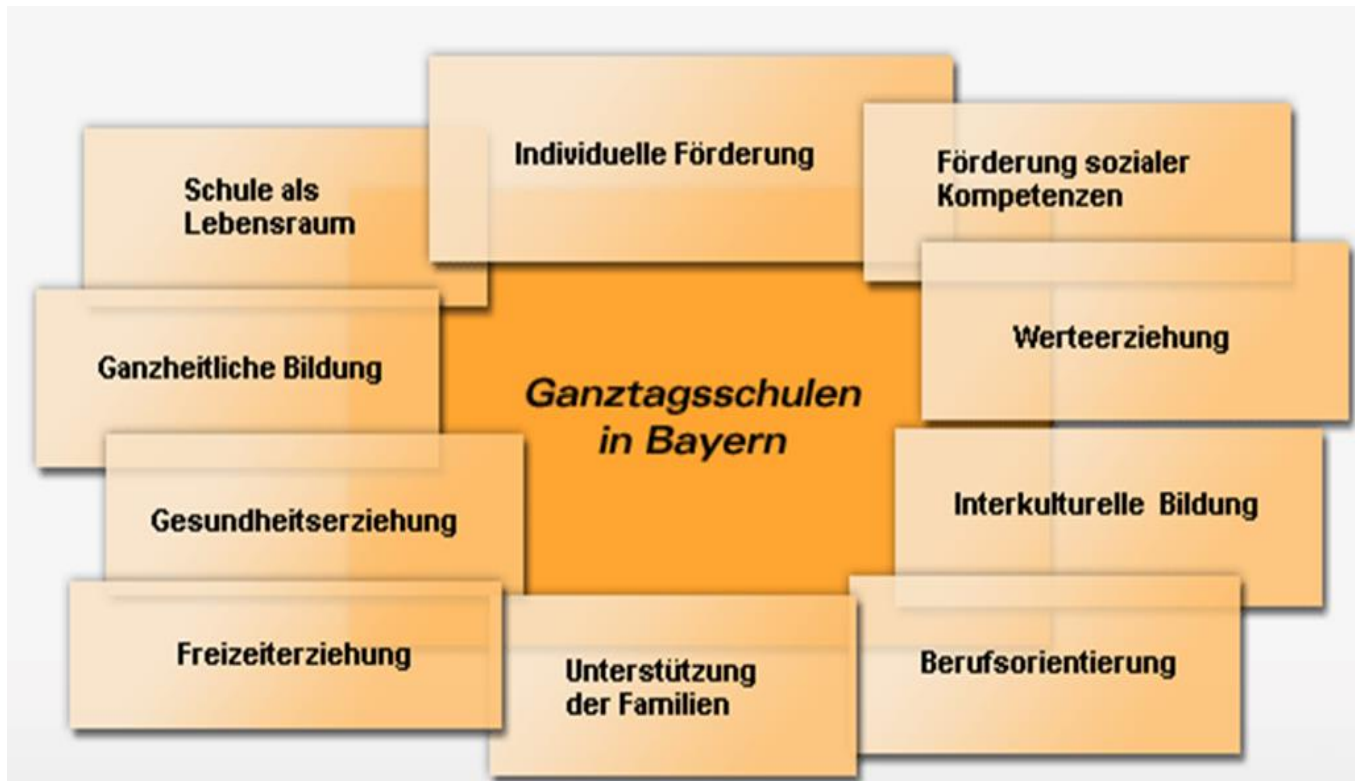 Individuelle Förderung
Förderung sozialer
Kompetenzen
Schule als
Lebensraum
Werteerziehung
Ganzheitliche Bildung
Ganztagsschulen
in Bayern
Interkulturelle Bildung
Gesundheitserziehung
Freizeiterziehung
Unterstützung
der Familien
Berufsorientierung